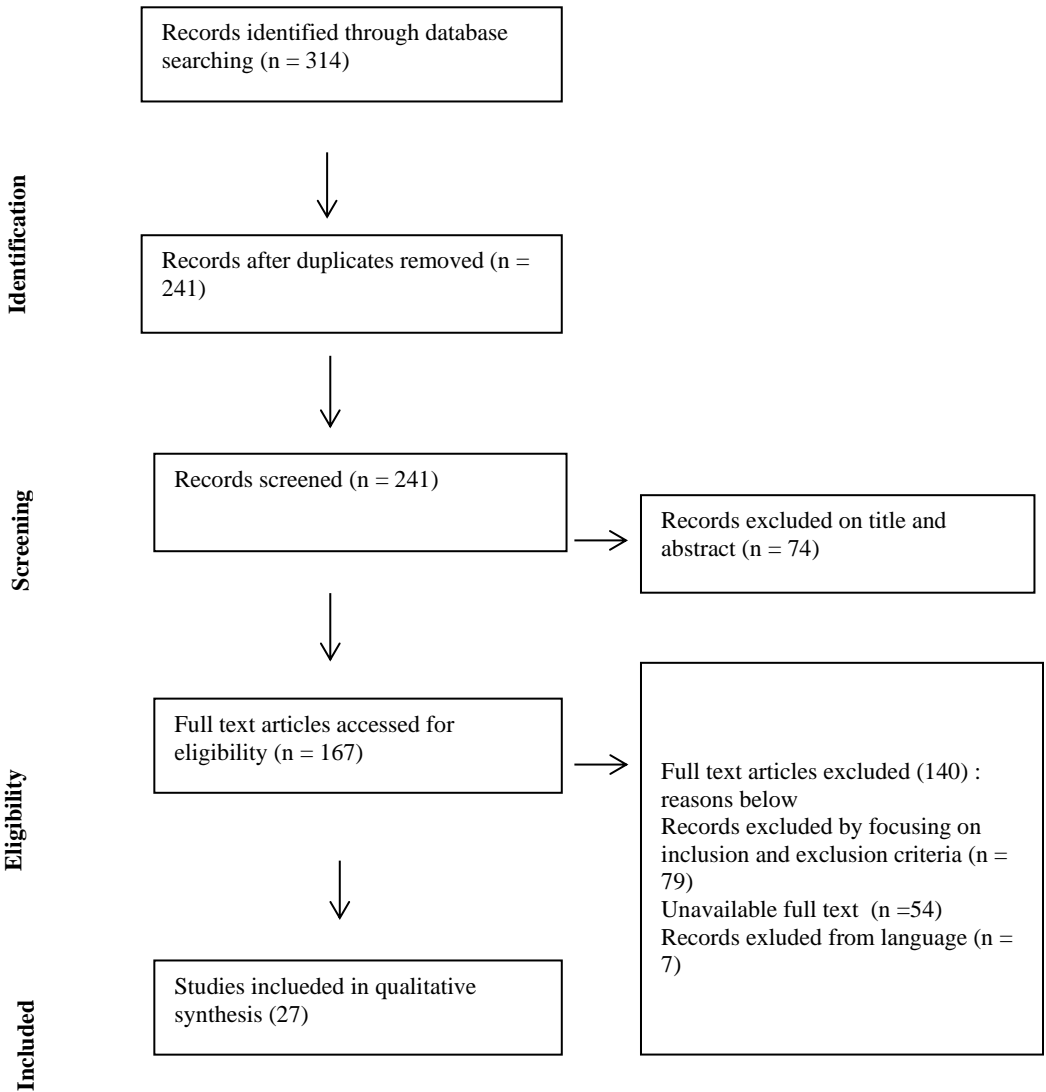 Records identified through database
searching (n = 314)
Identification
Records after duplicates removed (n =
241)
Screening
Records screened (n = 241)
Records excluded on title and
abstract (n = 74)
Eligibility
Full text articles accessed for
eligibility (n = 167)
Full text articles excluded (140) :
reasons below
Records excluded by focusing on
inclusion and exclusion criteria (n =
79)
Unavailable full text  (n =54)
Records exluded from language (n =
7)
Included
Studies inclueded in qualitative
synthesis (27)